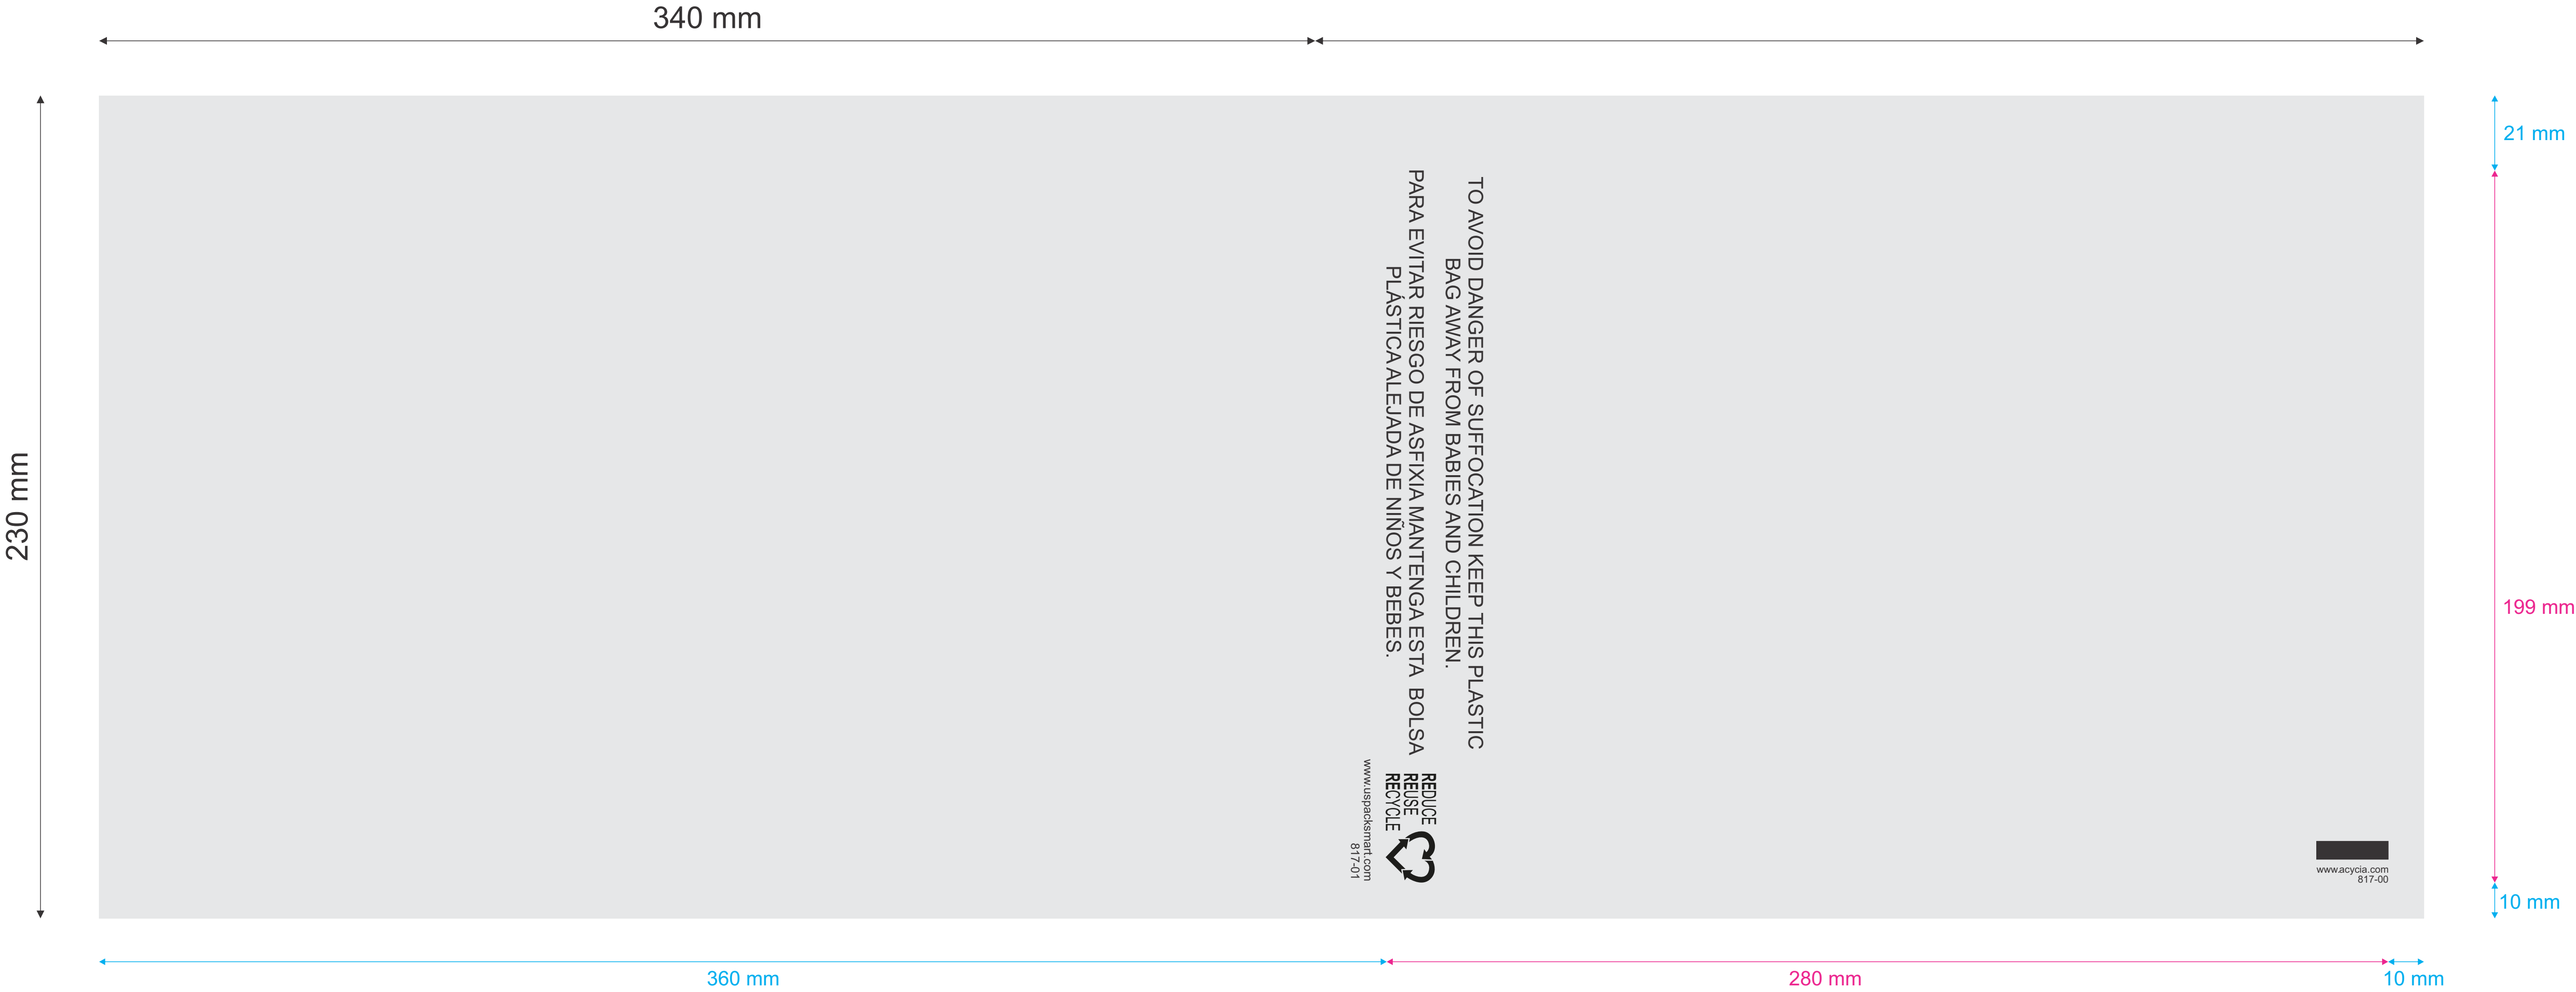 340 mm
230 mm
21 mm
199 mm
10 mm
TO AVOID DANGER OF SUFFOCATION KEEP THIS PLASTIC
BAG AWAY FROM BABIES AND CHILDREN.
PARA EVITAR RIESGO DE ASFIXIA MANTENGA ESTA BOLSA
PLÁSTICA ALEJADA DE NIÑOS Y BEBES.
REDUCE
REUSE
RECYCLE
www.uspacksmart.com
817-01
www.acycia.com
817-00
360 mm
280 mm
10 mm